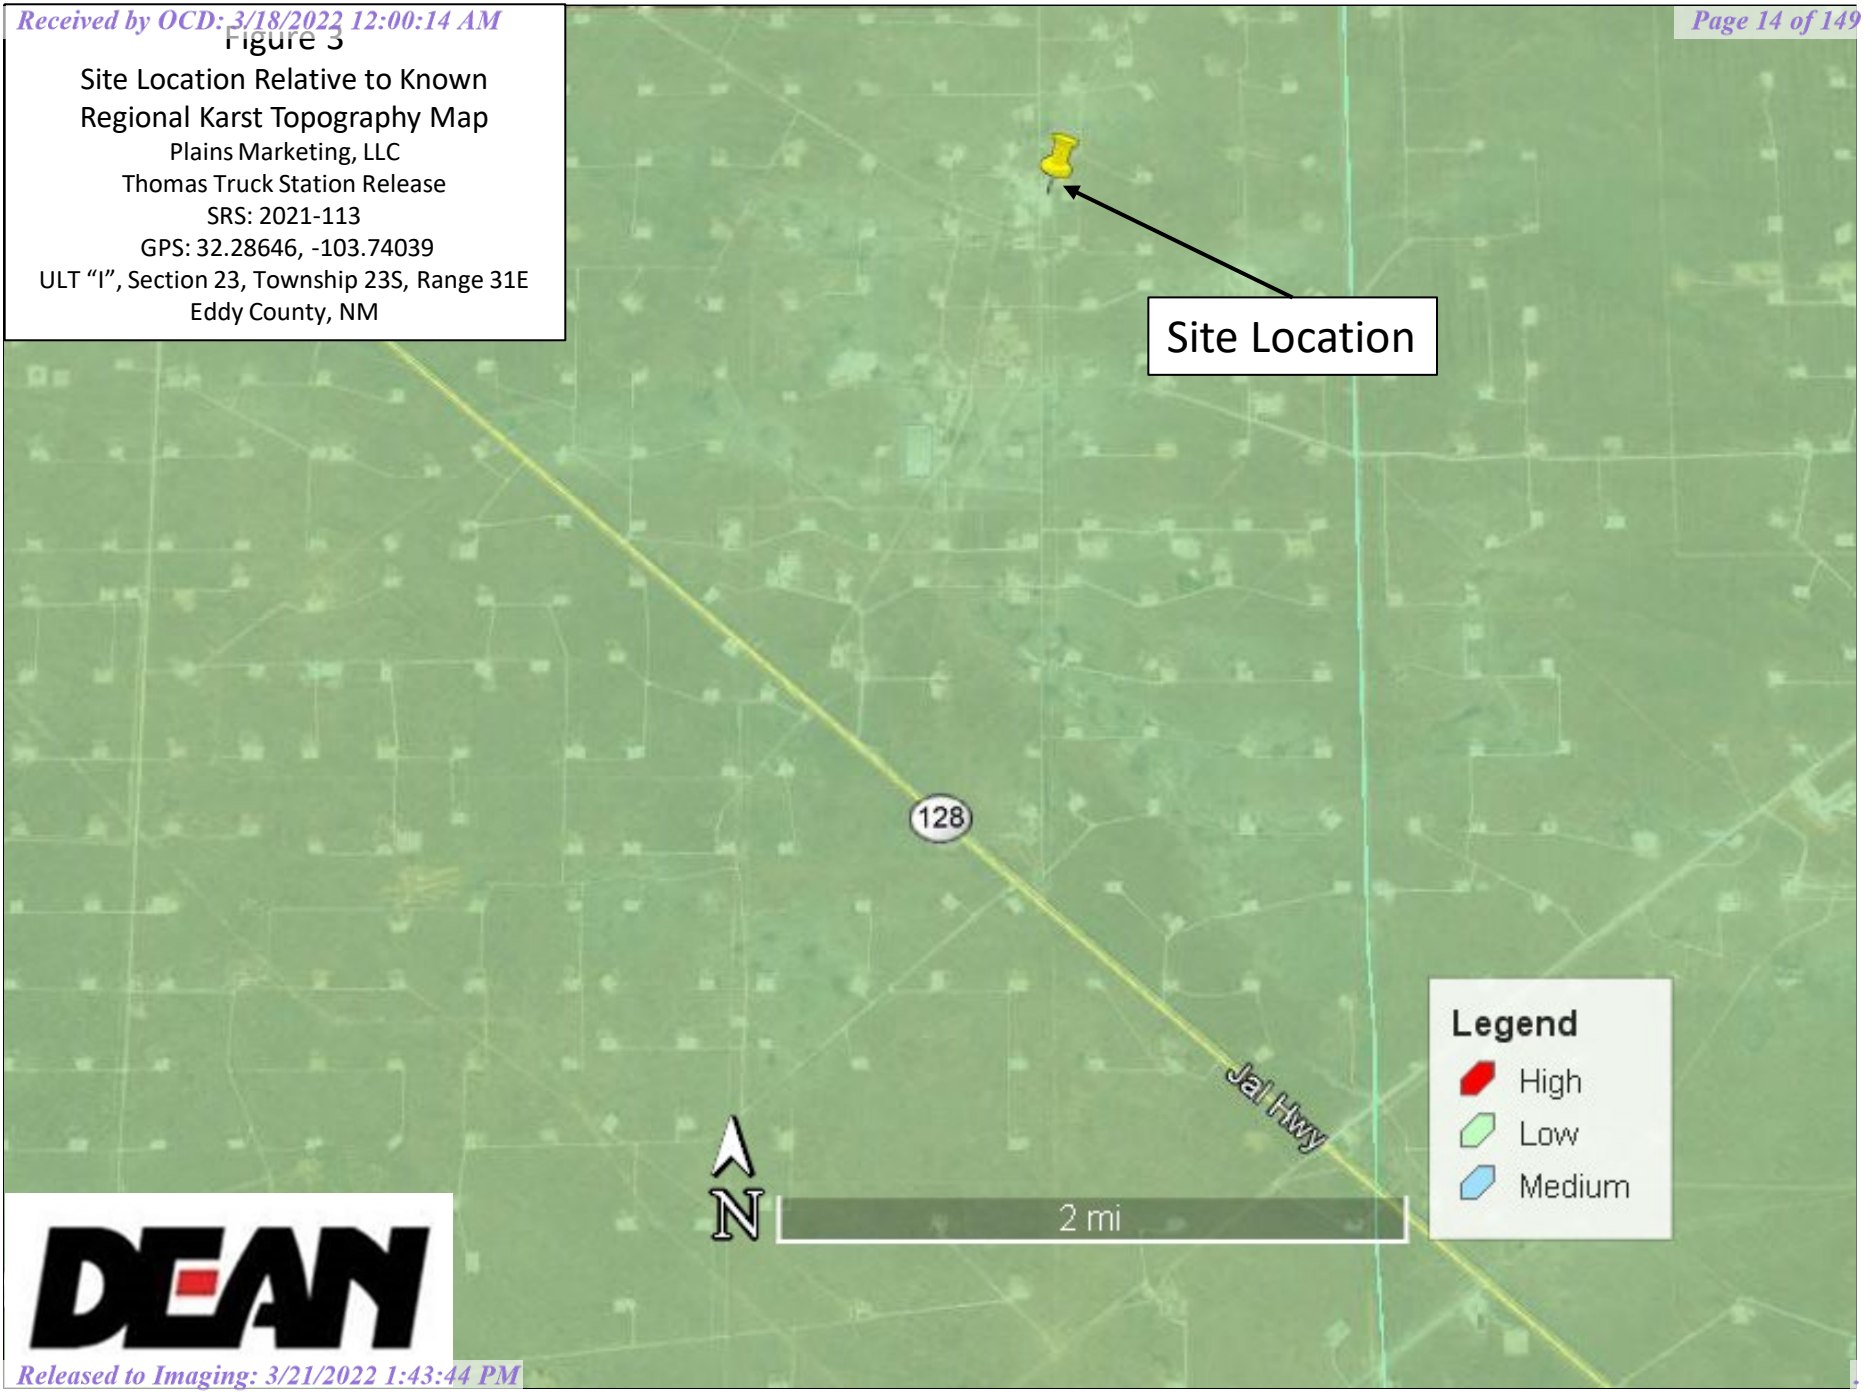 Received by OCD: 3/18/2022 12:00:14 AM
Page 14 of 149
Figure 3
Site Location Relative to Known
Regional Karst Topography Map
Plains Marketing, LLC
Thomas Truck Station Release
SRS: 2021-113
GPS: 32.28646, -103.74039
ULT “I”, Section 23, Township 23S, Range 31E
Eddy County, NM
Site Location
128
Jal Hwy
Legend
High
Low
Medium
N
2 mi
DEAN
Released to Imaging: 3/21/2022 1:43:44 PM